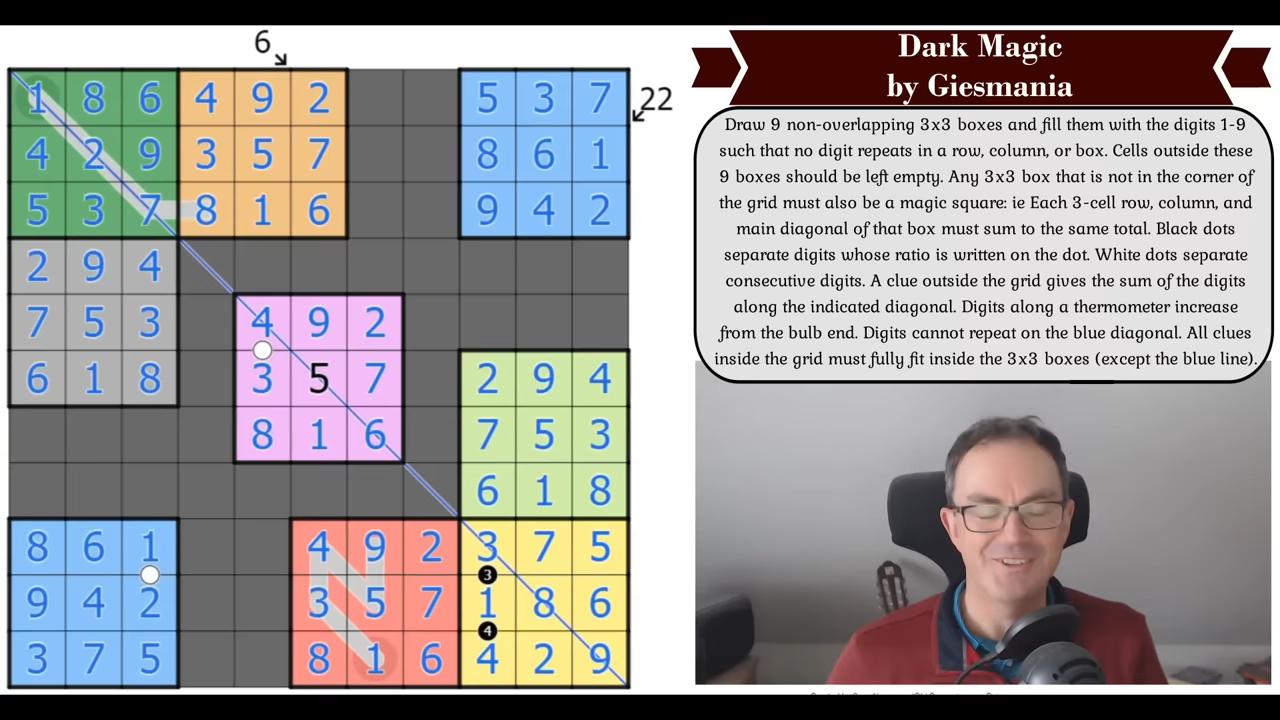 6
22
1 8 6 4 9 2 5 3 7
4 2 9 3 5 7 8 6 1
5 3 7 8 1 6 9 4 2
2 9 4
7 5 3 4 9 2
6 1 8 3 5 7 2 9 4
8 1 6 7 5 3
6 1 8
8 6 1 4 9 2 3 7 5
3
9 4 2 3 5 7 1 8 6
4
3 7 5 8 1 6 4 2 9
Dark Magic
by Giesmania
Draw 9 non-overlapping 3x3 boxes and fill them with the digits 1-9
such that no digit repeats in a row, column, or box. Cells outside these
9 boxes should be left empty. Any 3x3 box that is not in the corner of
the grid must also be a magic square: ie Each 3-cell row, column, and
main diagonal of that box must sum to the same total. Black dots
separate digits whose ratio is written on the dot. White dots separate
consecutive digits. A clue outside the grid gives the sum of the digits
along the indicated diagonal. Digits along a thermometer increase
from the bulb end. Digits cannot repeat on the blue diagonal. All clues
inside the grid must fully fit inside the 3x3 boxes (except the blue line).